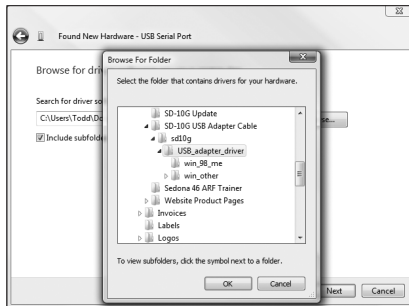 Found New Hardware - USB Serial Port
Browse for driv
Search for driver so
C:\Users\Todd\Do
Include subfolde
Browse For Folder
Select the folder that contains drivers for your hardware.
SD-10G Update
SD-10G USB Adapter Cable
sd10g
USB_adapter_driver
win_98_me
win_other
Sedona 46 ARF Trainer
Website Product Pages
Invoices
Labels
Logos
To view subfolders, click the symbol next to a folder.
OK
Cancel
se...
Next
Cancel